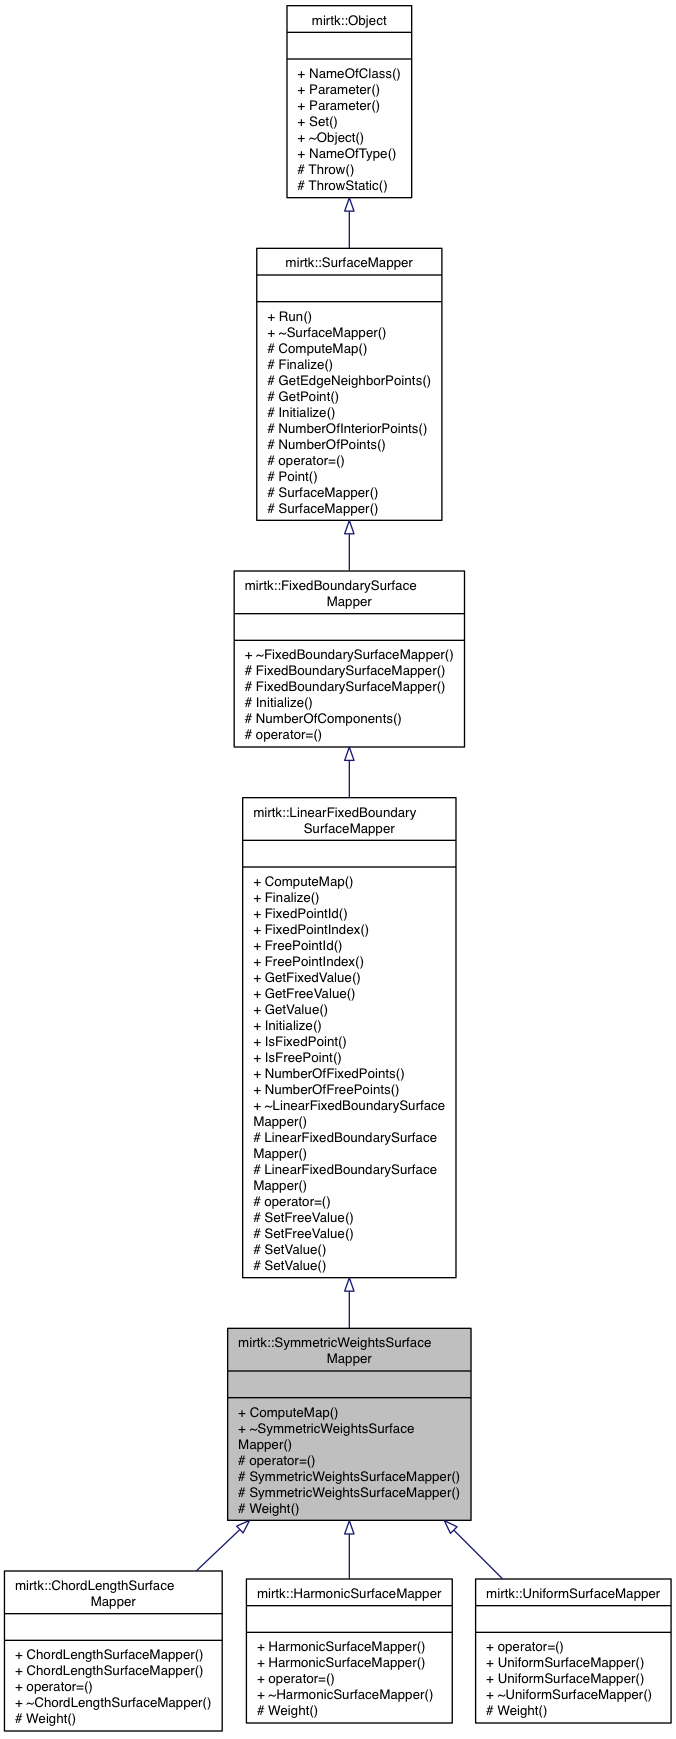 mirtk::Object
+ NameOfClass()
+ Parameter()
+ Parameter()
+ Set()
+ ~Object()
+ NameOfType()
# Throw()
# ThrowStatic()
mirtk::SurfaceMapper
+ Run()
+ ~SurfaceMapper()
# ComputeMap()
# Finalize()
# GetEdgeNeighborPoints()
# GetPoint()
# Initialize()
# NumberOfInteriorPoints()
# NumberOfPoints()
# operator=()
# Point()
# SurfaceMapper()
# SurfaceMapper()
mirtk::FixedBoundarySurface
Mapper
+ ~FixedBoundarySurfaceMapper()
# FixedBoundarySurfaceMapper()
# FixedBoundarySurfaceMapper()
# Initialize()
# NumberOfComponents()
# operator=()
mirtk::LinearFixedBoundary
SurfaceMapper
+ ComputeMap()
+ Finalize()
+ FixedPointId()
+ FixedPointIndex()
+ FreePointId()
+ FreePointIndex()
+ GetFixedValue()
+ GetFreeValue()
+ GetValue()
+ Initialize()
+ IsFixedPoint()
+ IsFreePoint()
+ NumberOfFixedPoints()
+ NumberOfFreePoints()
+ ~LinearFixedBoundarySurface
Mapper()
# LinearFixedBoundarySurface
Mapper()
# LinearFixedBoundarySurface
Mapper()
# operator=()
# SetFreeValue()
# SetFreeValue()
# SetValue()
# SetValue()
mirtk::SymmetricWeightsSurface
Mapper
+ ComputeMap()
+ ~SymmetricWeightsSurface
Mapper()
# operator=()
# SymmetricWeightsSurfaceMapper()
# SymmetricWeightsSurfaceMapper()
# Weight()
mirtk::ChordLengthSurface
Mapper
+ ChordLengthSurfaceMapper()
+ ChordLengthSurfaceMapper()
+ operator=()
+ ~ChordLengthSurfaceMapper()
# Weight()
mirtk::HarmonicSurfaceMapper
+ HarmonicSurfaceMapper()
+ HarmonicSurfaceMapper()
+ operator=()
+ ~HarmonicSurfaceMapper()
# Weight()
mirtk::UniformSurfaceMapper
+ operator=()
+ UniformSurfaceMapper()
+ UniformSurfaceMapper()
+ ~UniformSurfaceMapper()
# Weight()